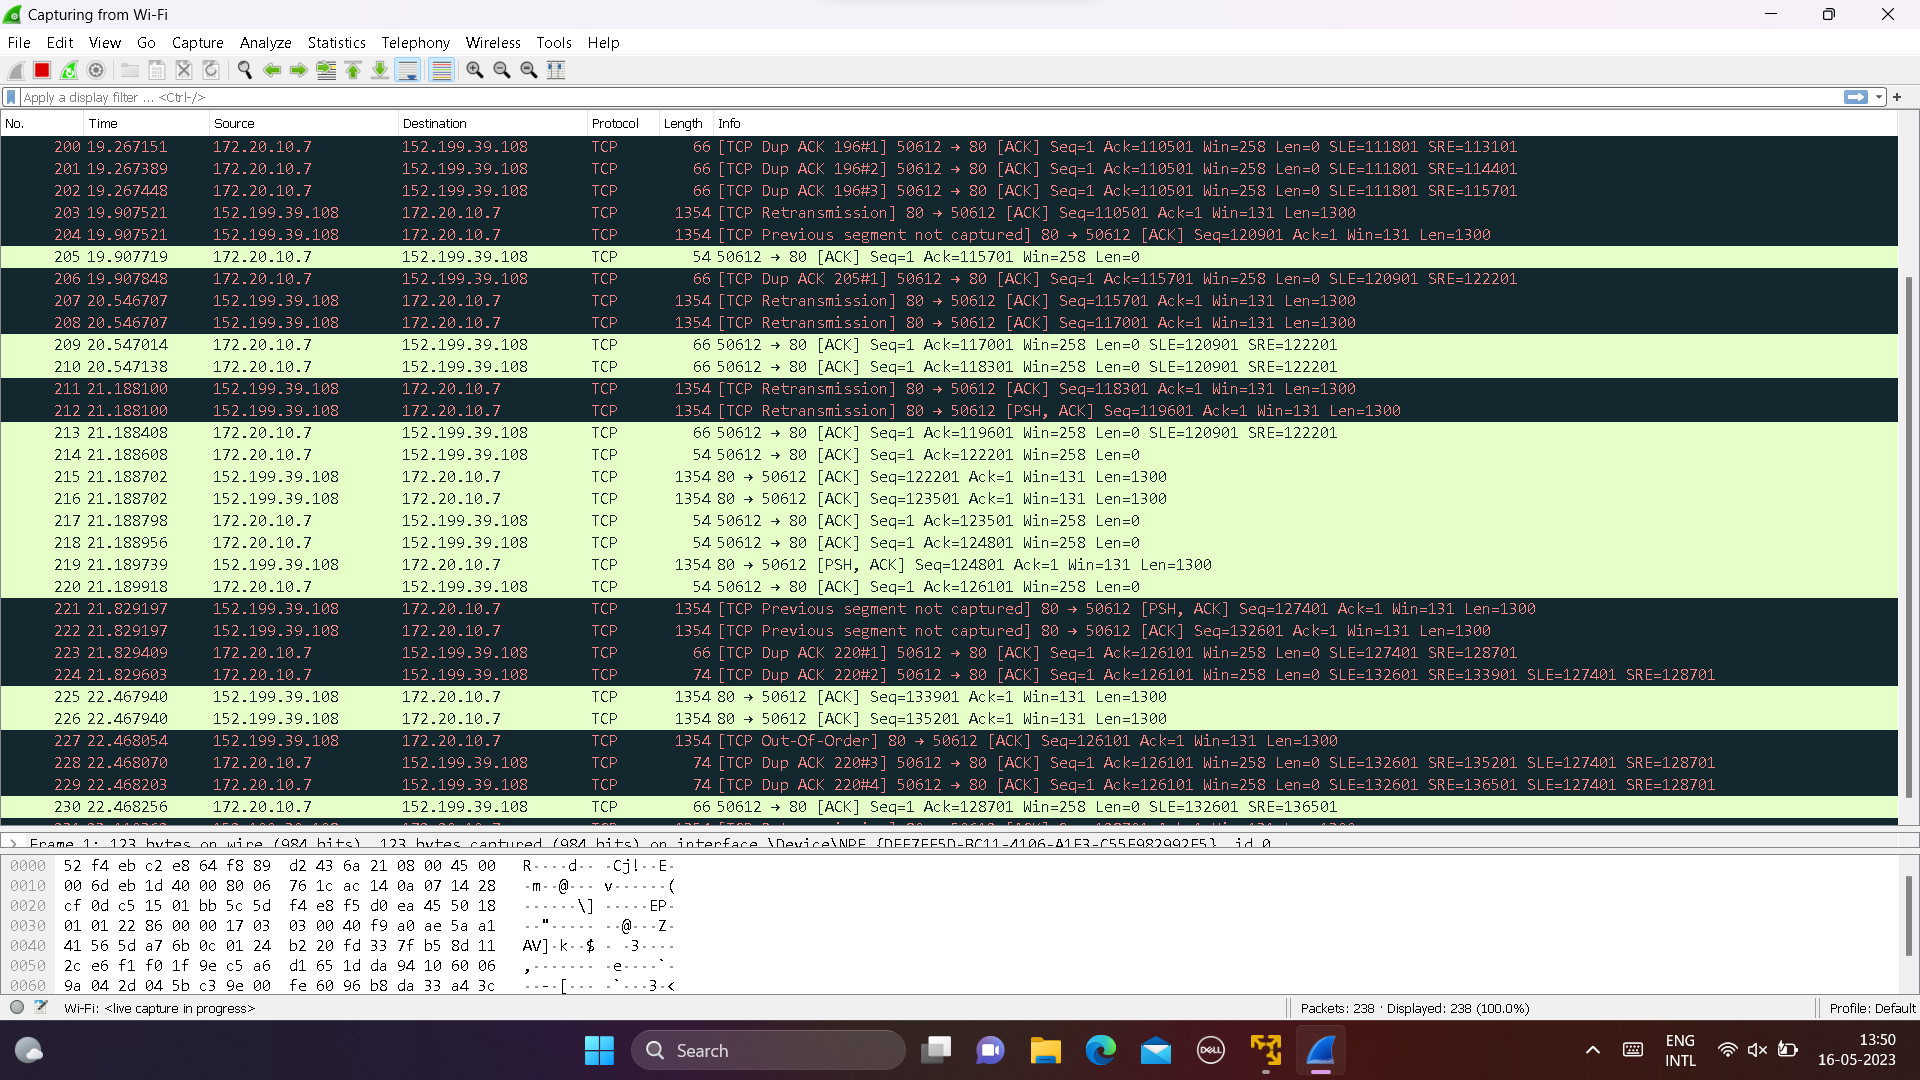 Capturing from Wi-Fi
File Edit View Go Capture Analyze Statistics Telephony Wireless Tools Help
Apply a display filter ... <Ctrl-/>
No. Time Source Destination Protocol Length Info
200 19.267151 172.20.10.7 152.199.39.108 TCP 66 [TCP Dup ACK 196#1] 50612 → 80 [ACK] Seq=1 Ack=110501 Win=258 Len=0 SLE=111801 SRE=113101
201 19.267389 172.20.10.7 152.199.39.108 TCP 66 [TCP Dup ACK 196#2] 50612 → 80 [ACK] Seq=1 Ack=110501 Win=258 Len=0 SLE=111801 SRE=114401
202 19.267448 172.20.10.7 152.199.39.108 TCP 66 [TCP Dup ACK 196#3] 50612 → 80 [ACK] Seq=1 Ack=110501 Win=258 Len=0 SLE=111801 SRE=115701
203 19.907521 152.199.39.108 172.20.10.7 TCP 1354 [TCP Retransmission] 80 → 50612 [ACK] Seq=110501 Ack=1 Win=131 Len=1300
204 19.907521 152.199.39.108 172.20.10.7 TCP 1354 [TCP Previous segment not captured] 80 → 50612 [ACK] Seq=120901 Ack=1 Win=131 Len=1300
205 19.907719 172.20.10.7 152.199.39.108 TCP 54 50612 → 80 [ACK] Seq=1 Ack=115701 Win=258 Len=0
206 19.907848 172.20.10.7 152.199.39.108 TCP 66 [TCP Dup ACK 205#1] 50612 → 80 [ACK] Seq=1 Ack=115701 Win=258 Len=0 SLE=120901 SRE=122201
207 20.546707 152.199.39.108 172.20.10.7 TCP 1354 [TCP Retransmission] 80 → 50612 [ACK] Seq=115701 Ack=1 Win=131 Len=1300
208 20.546707 152.199.39.108 172.20.10.7 TCP 1354 [TCP Retransmission] 80 → 50612 [ACK] Seq=117001 Ack=1 Win=131 Len=1300
209 20.547014 172.20.10.7 152.199.39.108 TCP 66 50612 → 80 [ACK] Seq=1 Ack=117001 Win=258 Len=0 SLE=120901 SRE=122201
210 20.547138 172.20.10.7 152.199.39.108 TCP 66 50612 → 80 [ACK] Seq=1 Ack=118301 Win=258 Len=0 SLE=120901 SRE=122201
211 21.188100 152.199.39.108 172.20.10.7 TCP 1354 [TCP Retransmission] 80 → 50612 [ACK] Seq=118301 Ack=1 Win=131 Len=1300
212 21.188100 152.199.39.108 172.20.10.7 TCP 1354 [TCP Retransmission] 80 → 50612 [PSH, ACK] Seq=119601 Ack=1 Win=131 Len=1300
213 21.188408 172.20.10.7 152.199.39.108 TCP 66 50612 → 80 [ACK] Seq=1 Ack=119601 Win=258 Len=0 SLE=120901 SRE=122201
214 21.188608 172.20.10.7 152.199.39.108 TCP 54 50612 → 80 [ACK] Seq=1 Ack=122201 Win=258 Len=0
215 21.188702 152.199.39.108 172.20.10.7 TCP 1354 80 → 50612 [ACK] Seq=122201 Ack=1 Win=131 Len=1300
216 21.188702 152.199.39.108 172.20.10.7 TCP 1354 80 → 50612 [ACK] Seq=123501 Ack=1 Win=131 Len=1300
217 21.188798 172.20.10.7 152.199.39.108 TCP 54 50612 → 80 [ACK] Seq=1 Ack=123501 Win=258 Len=0
218 21.188956 172.20.10.7 152.199.39.108 TCP 54 50612 → 80 [ACK] Seq=1 Ack=124801 Win=258 Len=0
219 21.189739 152.199.39.108 172.20.10.7 TCP 1354 80 → 50612 [PSH, ACK] Seq=124801 Ack=1 Win=131 Len=1300
220 21.189918 172.20.10.7 152.199.39.108 TCP 54 50612 → 80 [ACK] Seq=1 Ack=126101 Win=258 Len=0
221 21.829197 152.199.39.108 172.20.10.7 TCP 1354 [TCP Previous segment not captured] 80 → 50612 [PSH, ACK] Seq=127401 Ack=1 Win=131 Len=1300
222 21.829197 152.199.39.108 172.20.10.7 TCP 1354 [TCP Previous segment not captured] 80 → 50612 [ACK] Seq=132601 Ack=1 Win=131 Len=1300
223 21.829409 172.20.10.7 152.199.39.108 TCP 66 [TCP Dup ACK 220#1] 50612 → 80 [ACK] Seq=1 Ack=126101 Win=258 Len=0 SLE=127401 SRE=128701
224 21.829603 172.20.10.7 152.199.39.108 TCP 74 [TCP Dup ACK 220#2] 50612 → 80 [ACK] Seq=1 Ack=126101 Win=258 Len=0 SLE=132601 SRE=133901 SLE=127401 SRE=128701
225 22.467940 152.199.39.108 172.20.10.7 TCP 1354 80 → 50612 [ACK] Seq=133901 Ack=1 Win=131 Len=1300
226 22.467940 152.199.39.108 172.20.10.7 TCP 1354 80 → 50612 [ACK] Seq=135201 Ack=1 Win=131 Len=1300
227 22.468054 152.199.39.108 172.20.10.7 TCP 1354 [TCP Out-Of-Order] 80 → 50612 [ACK] Seq=126101 Ack=1 Win=131 Len=1300
228 22.468070 172.20.10.7 152.199.39.108 TCP 74 [TCP Dup ACK 220#3] 50612 → 80 [ACK] Seq=1 Ack=126101 Win=258 Len=0 SLE=132601 SRE=135201 SLE=127401 SRE=128701
229 22.468203 172.20.10.7 152.199.39.108 TCP 74 [TCP Dup ACK 220#4] 50612 → 80 [ACK] Seq=1 Ack=126101 Win=258 Len=0 SLE=132601 SRE=136501 SLE=127401 SRE=128701
230 22.468256 172.20.10.7 152.199.39.108 TCP 66 50612 → 80 [ACK] Seq=1 Ack=128701 Win=258 Len=0 SLE=132601 SRE=136501
Frame 1: 123 bytes on wire (984 bits), 123 bytes captured (984 bits) on interface
0000 52 f4 eb c2 e8 64 f8 89 d2 43 6a 21 08 00 45 00 R····d·· ·Cj!··E·
0010 00 6d eb 1d 40 00 80 06 76 1c ac 14 0a 07 14 28 ·m··@··· v······(
0020 cf 0d c5 15 01 bb 5c 5d f4 e8 f5 d0 ea 45 50 18 ······\] ·····EP·
0030 01 01 22 86 00 00 17 03 03 00 40 f9 a0 ae 5a a1 ··"····· ··@···Z·
0040 41 56 5d a7 6b 0c 01 24 b2 20 fd 33 7f b5 8d 11 AV]·k··$ · ·3····
0050 2c e6 f1 f0 1f 9e c5 a6 d1 65 1d da 94 10 60 06 ,······· ·e····`·
0060 9a 04 2d 04 5b c3 9e 00 fe 60 96 b8 da 33 a4 3c ··-·[··· ·`···3·<
Wi-Fi: <live capture in progress> Packets: 238 · Displayed: 238 (100.0%) Profile: Default
Search
DELL
ENG
INTL
13:50
16-05-2023